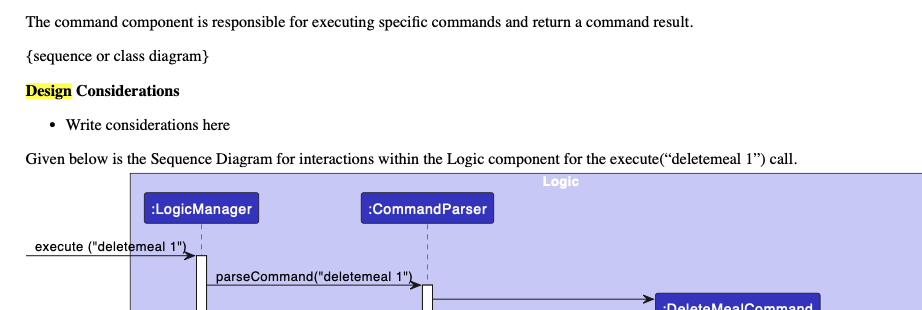 The command component is responsible for executing specific commands and return a command result.
{sequence or class diagram}
Design Considerations
• Write considerations here
Given below is the Sequence Diagram for interactions within the Logic component for the execute(“deletemeal 1”) call.
Logic
:LogicManager
:CommandParser
execute ("deletemeal 1")
parseCommand("deletemeal 1")
:DeleteMealCommand